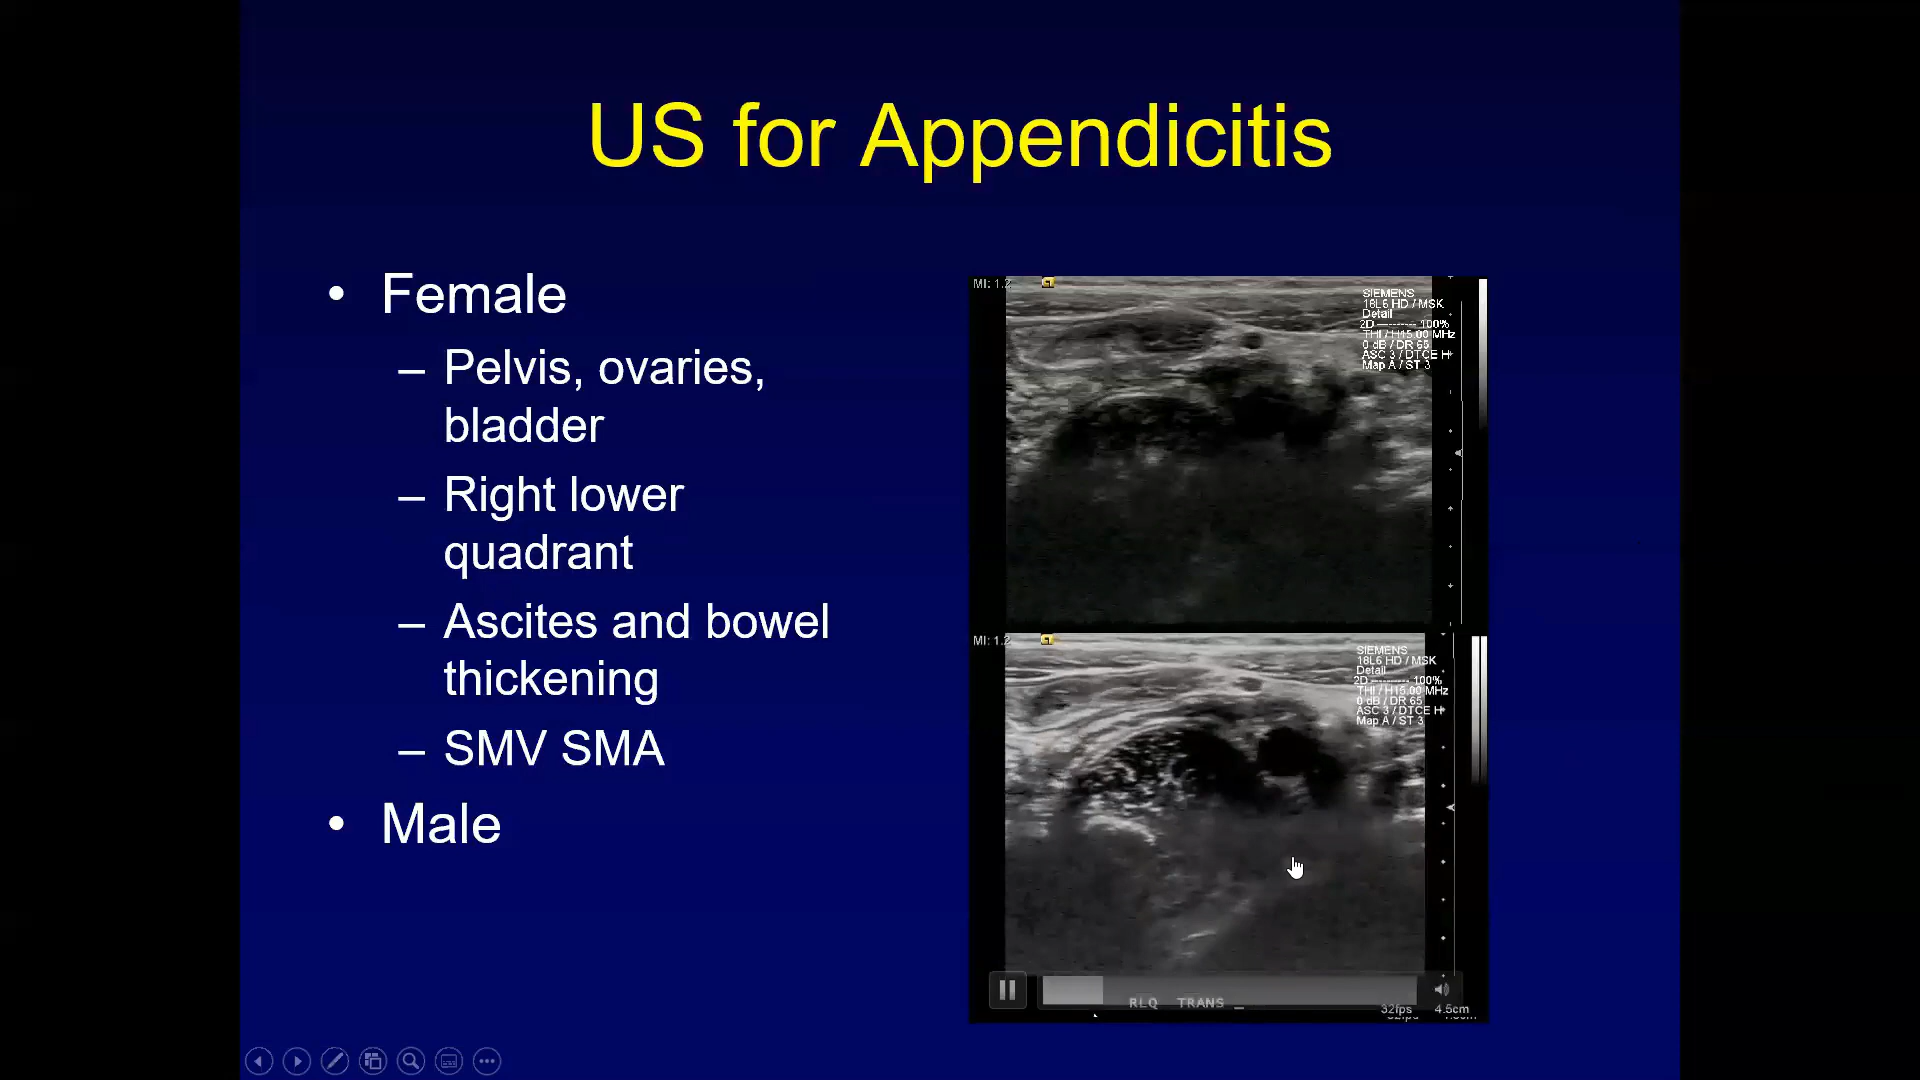 US for Appendicitis
• Female
– Pelvis, ovaries,
bladder
– Right lower
quadrant
– Ascites and bowel
thickening
– SMV SMA
• Male
MI: 1.2
SIEMENS
18L6 HD / MSK
Detail
2D 100%
THI / H15.00 MHz
0 dB / DR 65
ASC 3 / DTCE H
Map A / ST 3
MI: 1.2
SIEMENS
18L6 HD / MSK
Detail
2D 100%
THI / H15.00 MHz
0 dB / DR 65
ASC 3 / DTCE H
Map A / ST 3
RLQ TRANS _
32fps 4.5cm